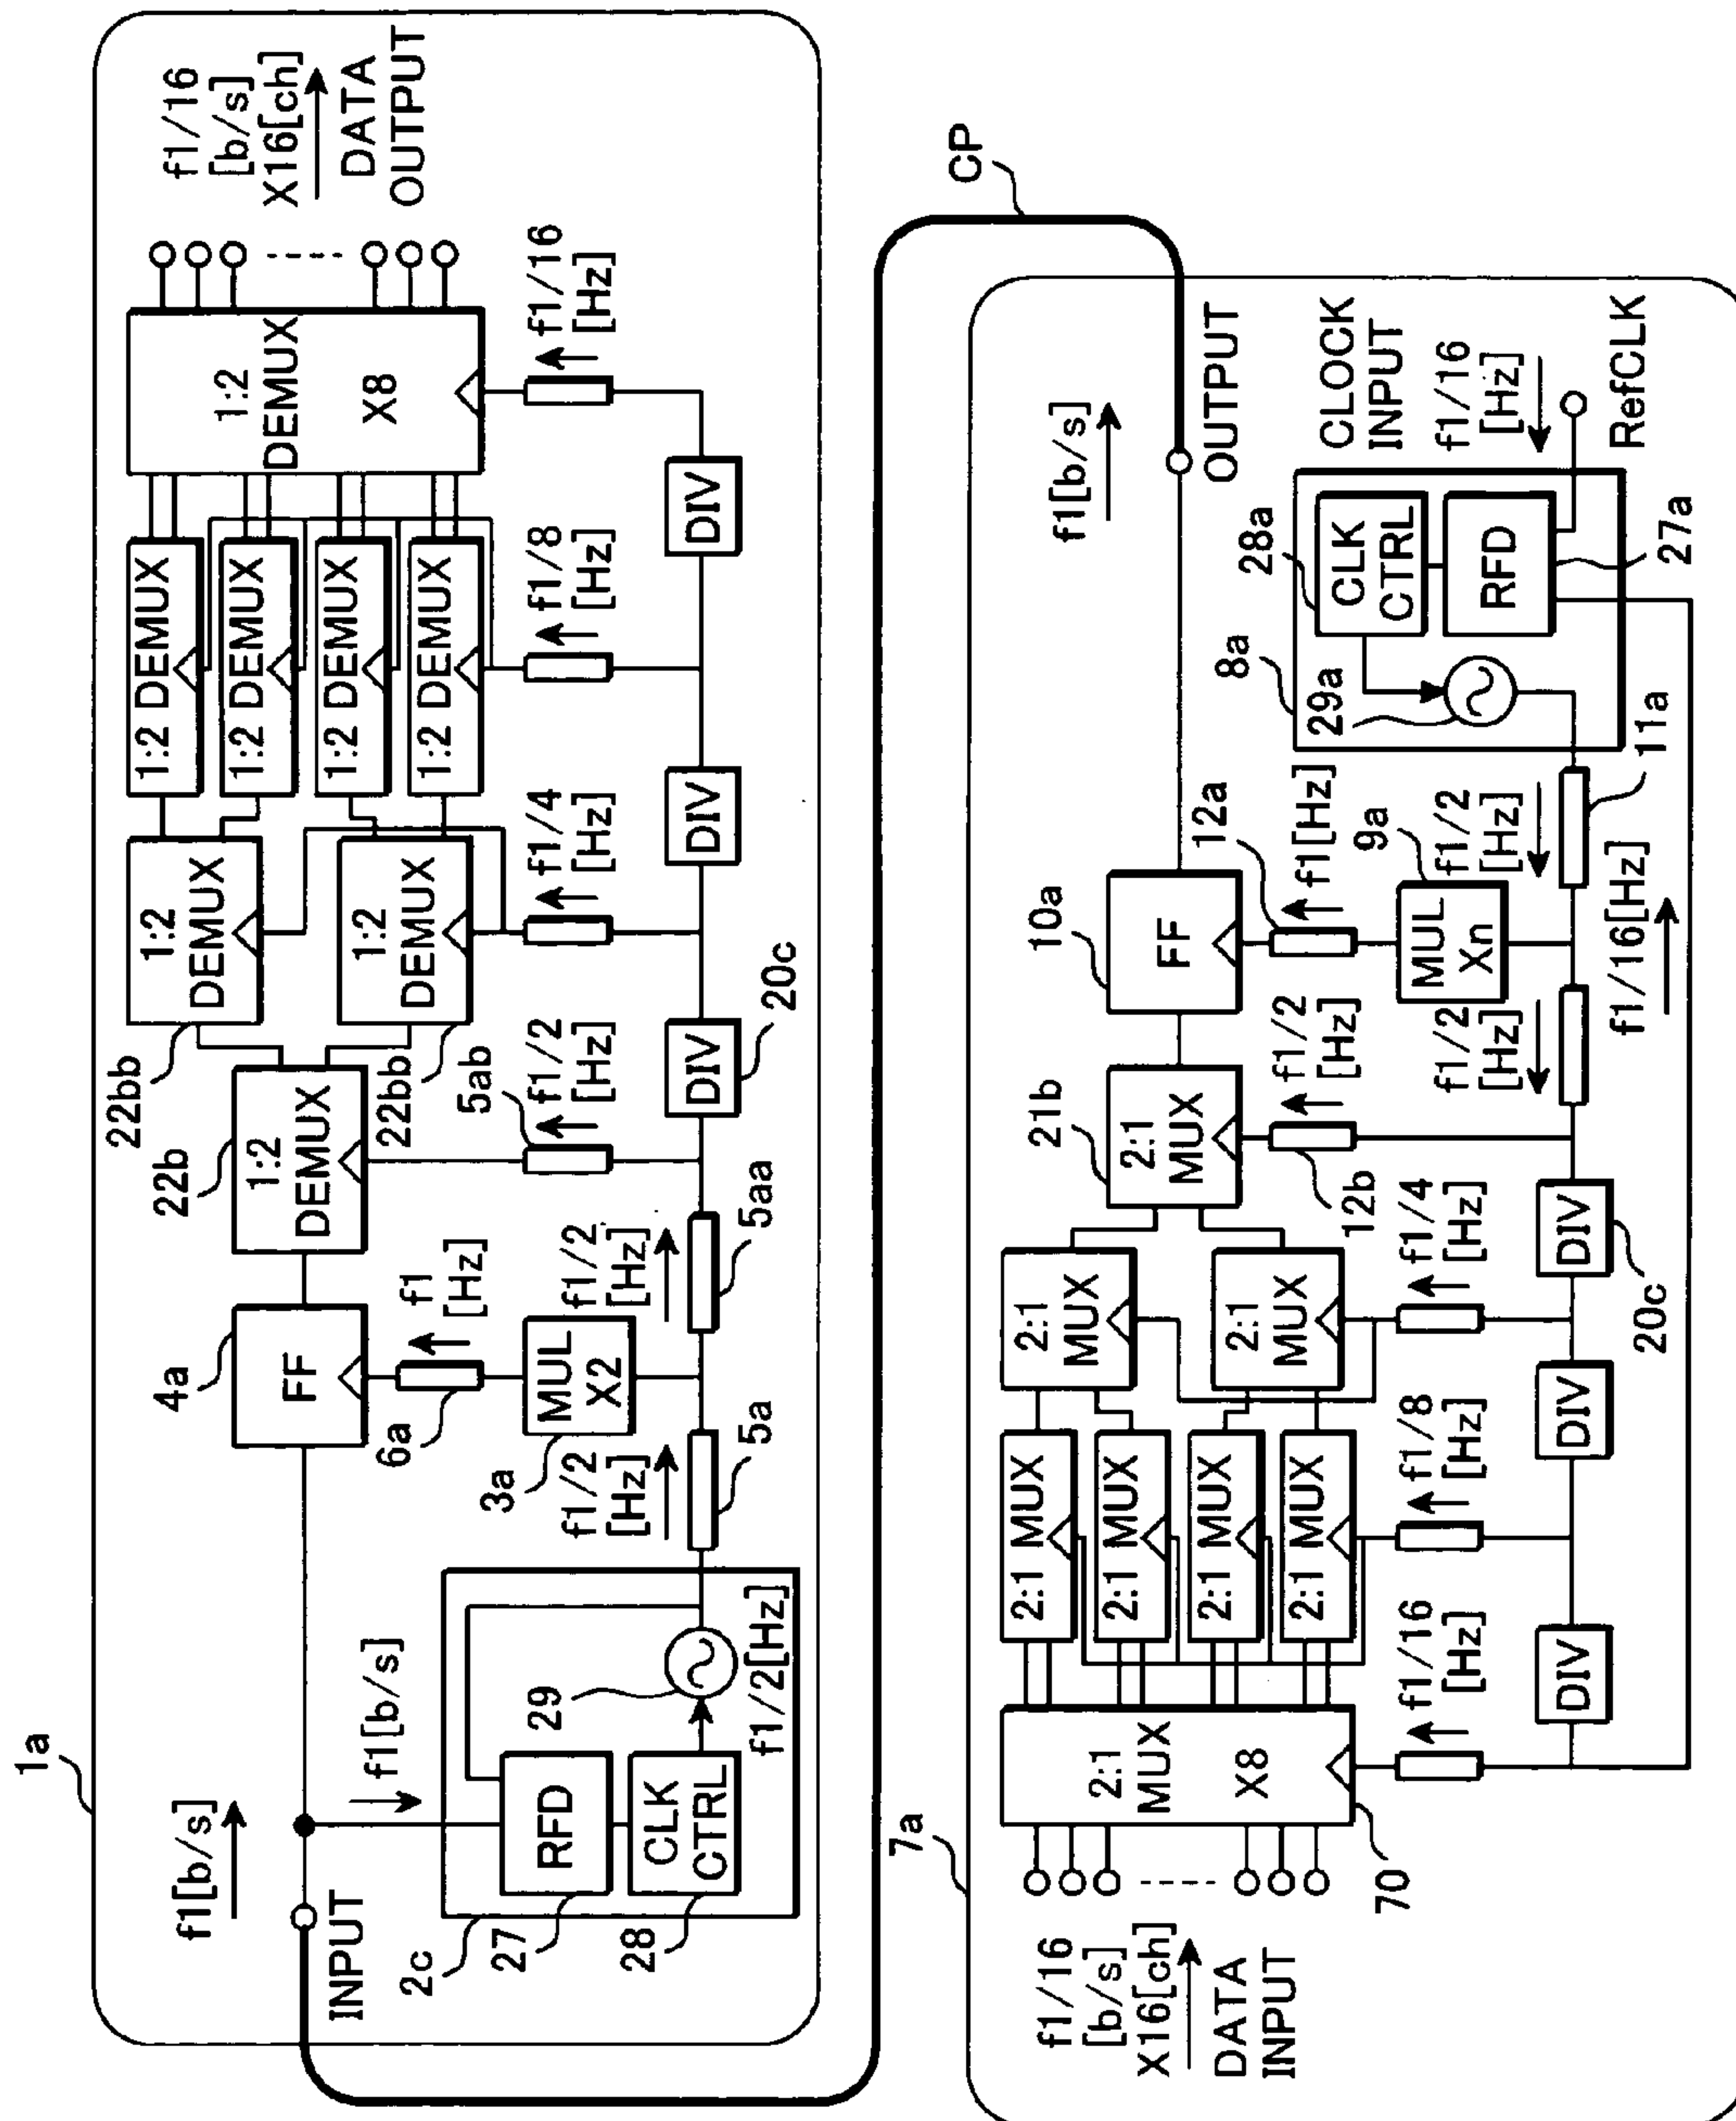 1a
f1[b/s]
INPUT
f1[b/s]
2c
27
RFD
28
CLK
CTRL
29
f1/2[Hz]
4a
FF
6a
f1
[Hz]
3a
MUL
X2
f1/2
[Hz]
5a
f1/2
[Hz]
5aa
22b
1:2
DEMUX
5ab
f1/2
[Hz]
DIV
20c
22bb
1:2
DEMUX
22bb
1:2
DEMUX
f1/4
[Hz]
DIV
1:2 DEMUX
1:2 DEMUX
1:2 DEMUX
1:2 DEMUX
f1/8
[Hz]
DIV
1:2
DEMUX
X8
f1/16
[Hz]
f1/16
[b/s]
X16[ch]
DATA
OUTPUT
CP
7a
f1/16
[b/s]
X16[ch]
DATA
INPUT
2:1
MUX
X8
70
f1/16
[Hz]
DIV
2:1 MUX
2:1 MUX
2:1 MUX
2:1 MUX
f1/8
[Hz]
DIV
2:1
MUX
2:1
MUX
f1/4
[Hz]
DIV
20c
21b
2:1
MUX
12b
f1/2
[Hz]
f1/2
[Hz]
10a
FF
12a
f1[Hz]
9a
MUL
Xn
f1/2
[Hz]
11a
f1/16[Hz]
8a
29a
28a
CLK
CTRL
RFD
27a
f1[b/s]
OUTPUT
CLOCK
INPUT
f1/16
[Hz]
RefCLK